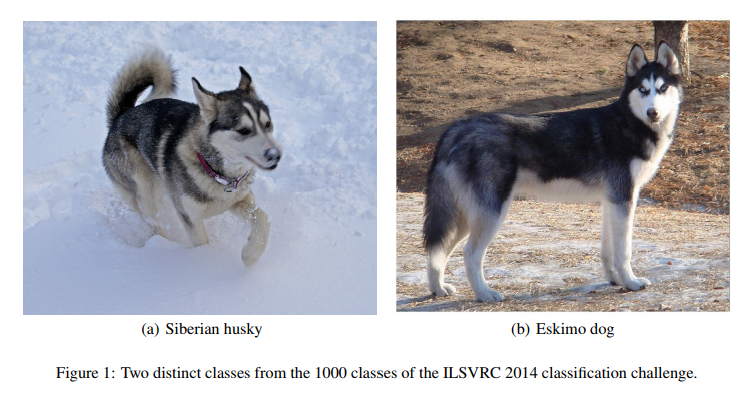 (a) Siberian husky
(b) Eskimo dog
Figure 1: Two distinct classes from the 1000 classes of the ILSVRC 2014 classification challenge.